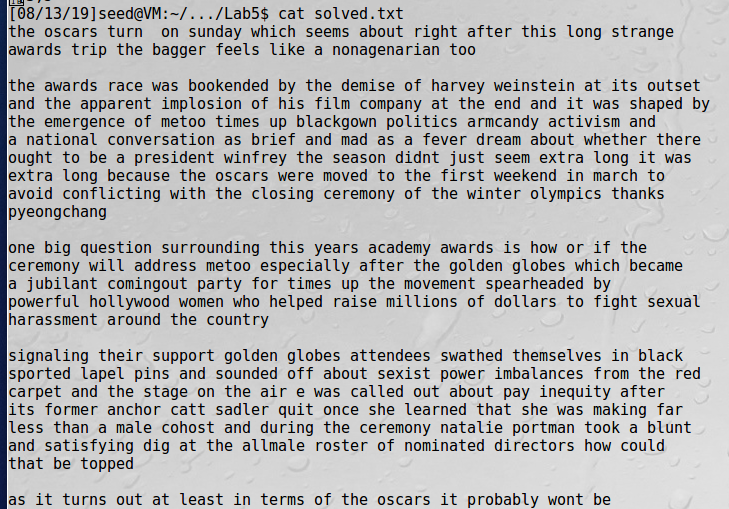 [08/13/19]seed@VM:~/.../Lab5$ cat solved.txt
the oscars turn  on sunday which seems about right after this long strange
awards trip the bagger feels like a nonagenarian too

the awards race was bookended by the demise of harvey weinstein at its outset
and the apparent implosion of his film company at the end and it was shaped by
the emergence of metoo times up blackgown politics armcandy activism and
a national conversation as brief and mad as a fever dream about whether there
ought to be a president winfrey the season didnt just seem extra long it was
extra long because the oscars were moved to the first weekend in march to
avoid conflicting with the closing ceremony of the winter olympics thanks
pyeongchang

one big question surrounding this years academy awards is how or if the
ceremony will address metoo especially after the golden globes which became
a jubilant comingout party for times up the movement spearheaded by
powerful hollywood women who helped raise millions of dollars to fight sexual
harassment around the country

signaling their support golden globes attendees swathed themselves in black
sported lapel pins and sounded off about sexist power imbalances from the red
carpet and the stage on the air e was called out about pay inequity after
its former anchor catt sadler quit once she learned that she was making far
less than a male cohost and during the ceremony natalie portman took a blunt
and satisfying dig at the allmale roster of nominated directors how could
that be topped

as it turns out at least in terms of the oscars it probably wont be